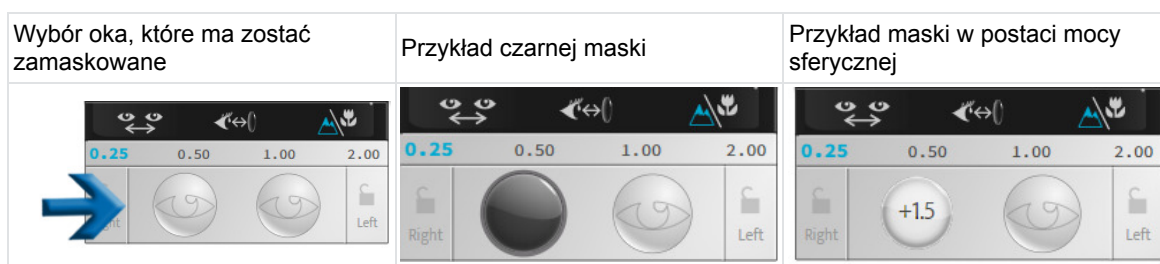 Wybór oka, które ma zostać
zamaskowane
Przykład czarnej maski
Przykład maski w postaci mocy
sferycznej
0.25 0.50 1.00 2.00
Left
0.25 0.50 1.00 2.00
Right Left
0.25 0.50 1.00 2.00
+1.5
Right Left